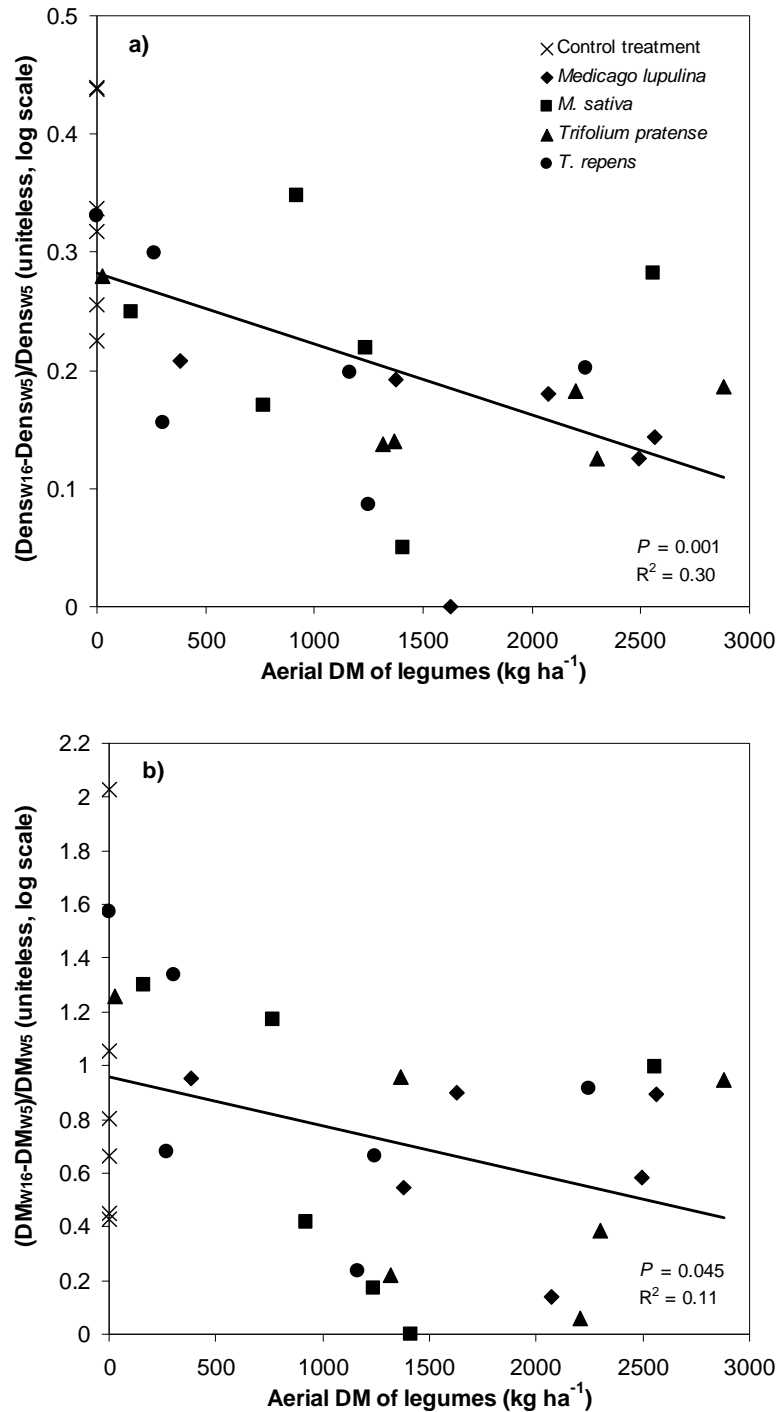 a)
(DensW16-DensW5)/DensW5 (uniteless, log scale)
0.5
0.4
0.3
0.2
0.1
0
× Control treatment
◆ Medicago lupulina
■ M. sativa
▲ Trifolium pratense
● T. repens
P = 0.001
R² = 0.30
0 500 1000 1500 2000 2500 3000
Aerial DM of legumes (kg ha⁻¹)
b)
(DMW16-DMW5)/DMW5 (uniteless, log scale)
2.2
2
1.8
1.6
1.4
1.2
1
0.8
0.6
0.4
0.2
0
P = 0.045
R² = 0.11
0 500 1000 1500 2000 2500 3000
Aerial DM of legumes (kg ha⁻¹)